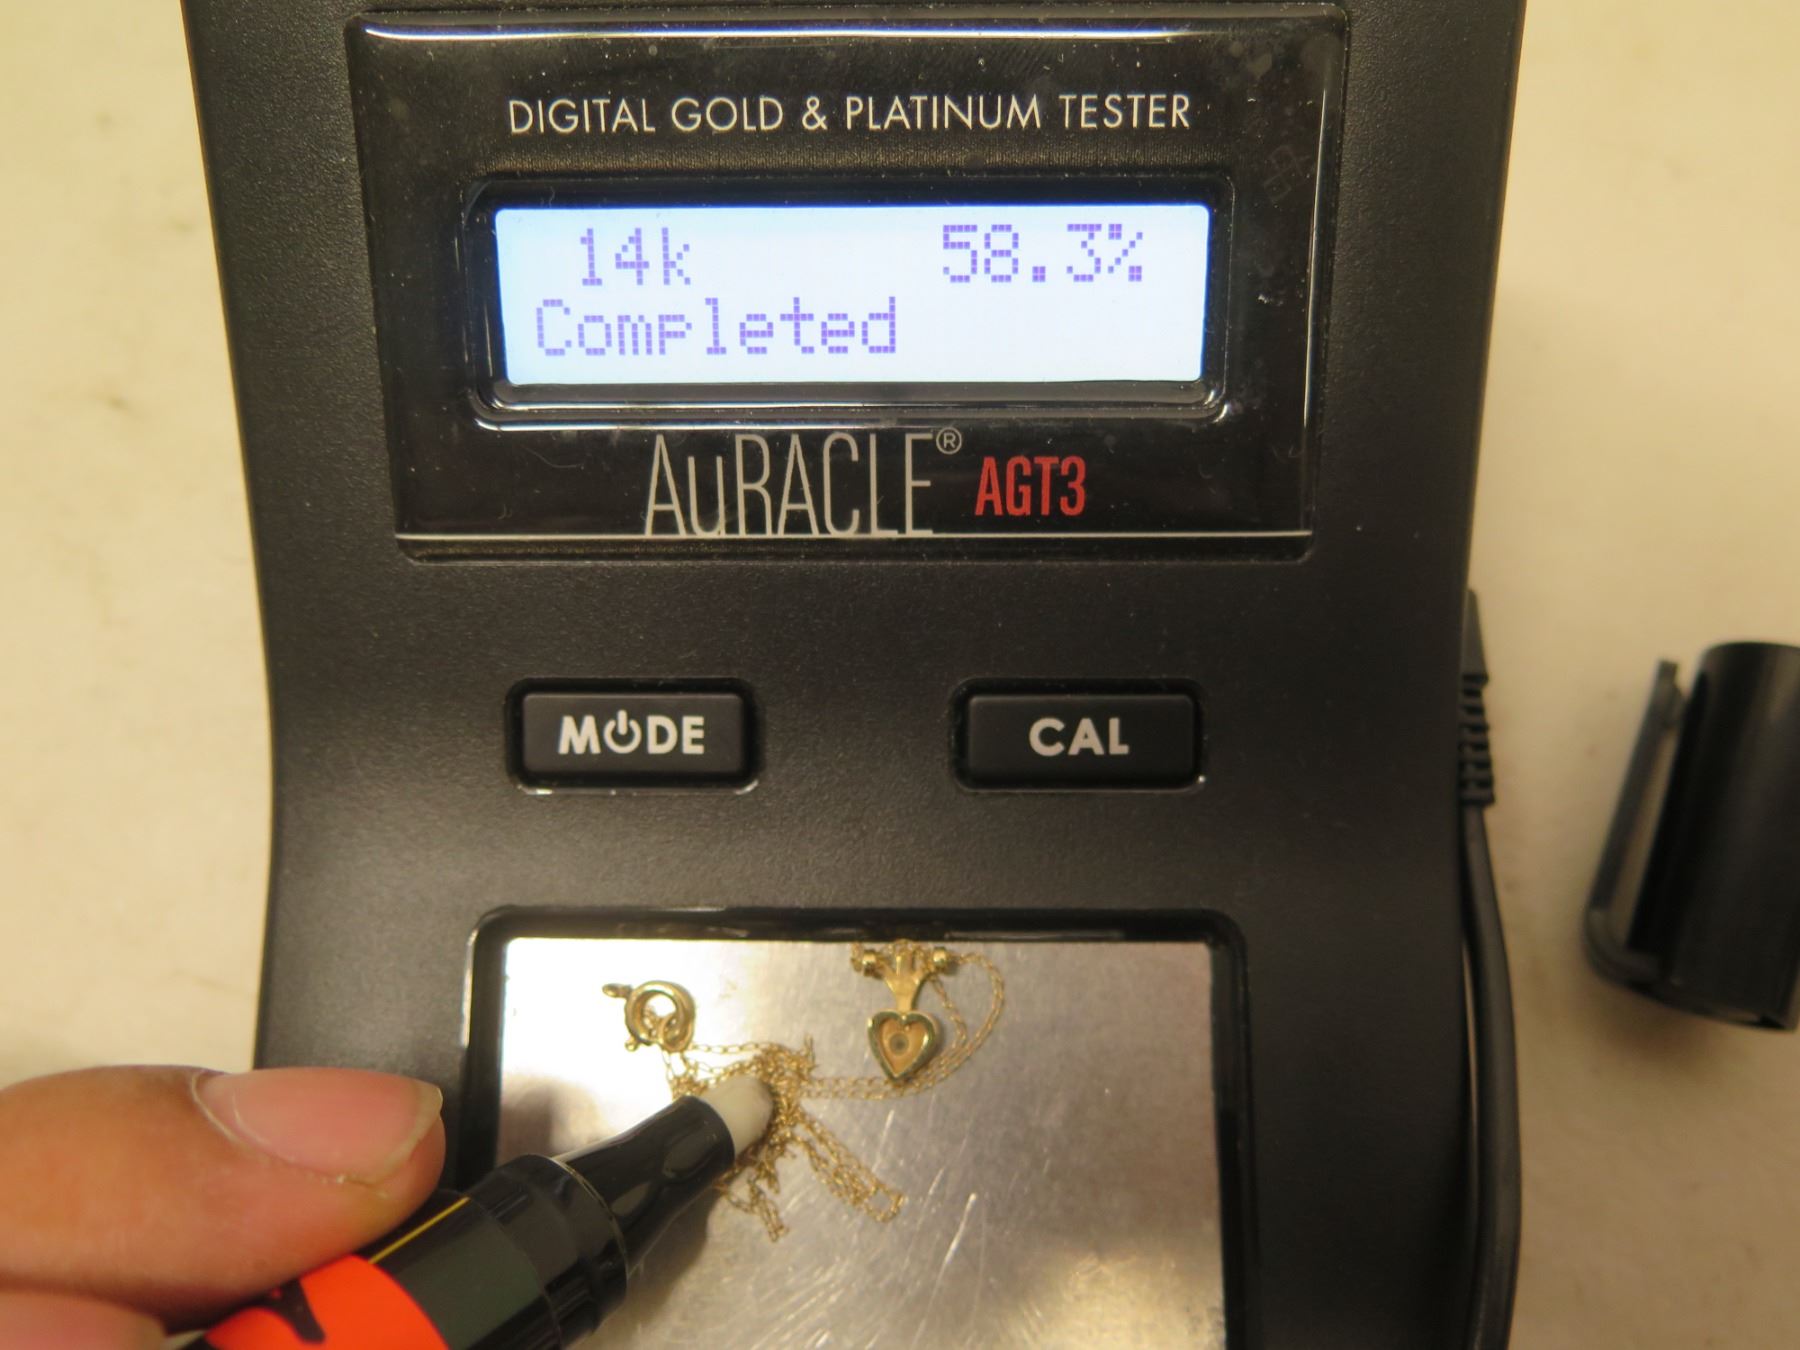 DIGITAL GOLD & PLATINUM TESTER
14k 58.3%
Completed
AuRACLE® AGT3
MODE CAL